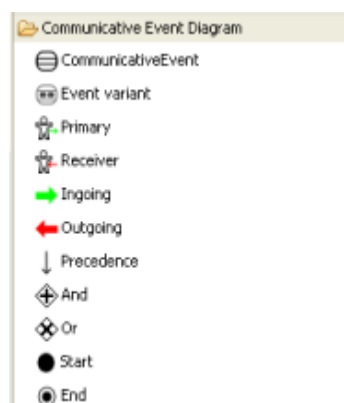 Communicative Event Diagram
CommunicativeEvent
Event variant
Primary
Receiver
Ingoing
Outgoing
Precedence
And
Or
Start
End